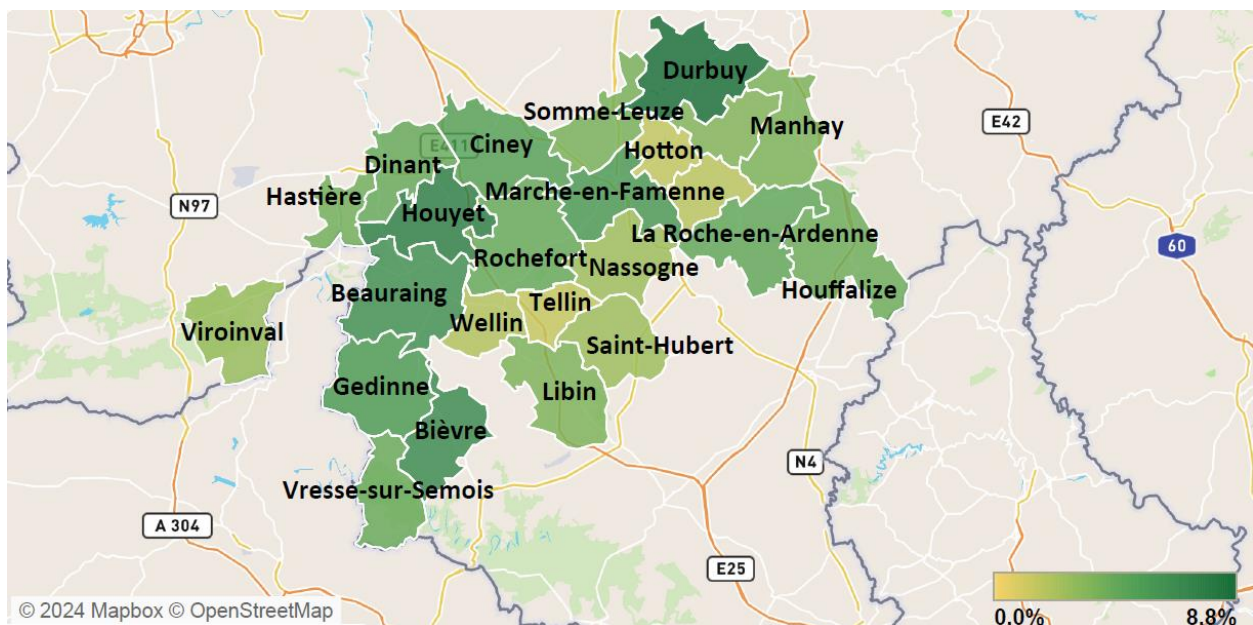 Durbuy
Somme-Leuze
Manhay
E42
E411
Ciney
Hotton
Dinant
Hastière
Marche-en-Famenne
N97
Houyet
La Roche-en-Ardenne
60
Rochefort
Nassogne
Beauraing
Houffalize
Tellin
Wellin
Viroinval
Saint-Hubert
Gedinne
Libin
Bièvre
N4
Vresse-sur-Semois
A 304
E25
© 2024 Mapbox © OpenStreetMap
0,0% 8,8%